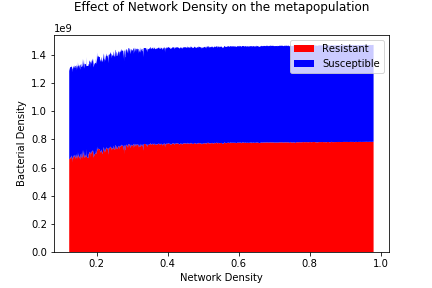 Effect of Network Density on the metapopulation
1e9
1.4
1.2
1.0
0.8
0.6
0.4
0.2
0.0
Bacterial Density
Resistant
Susceptible
0.2 0.4 0.6 0.8 1.0
Network Density